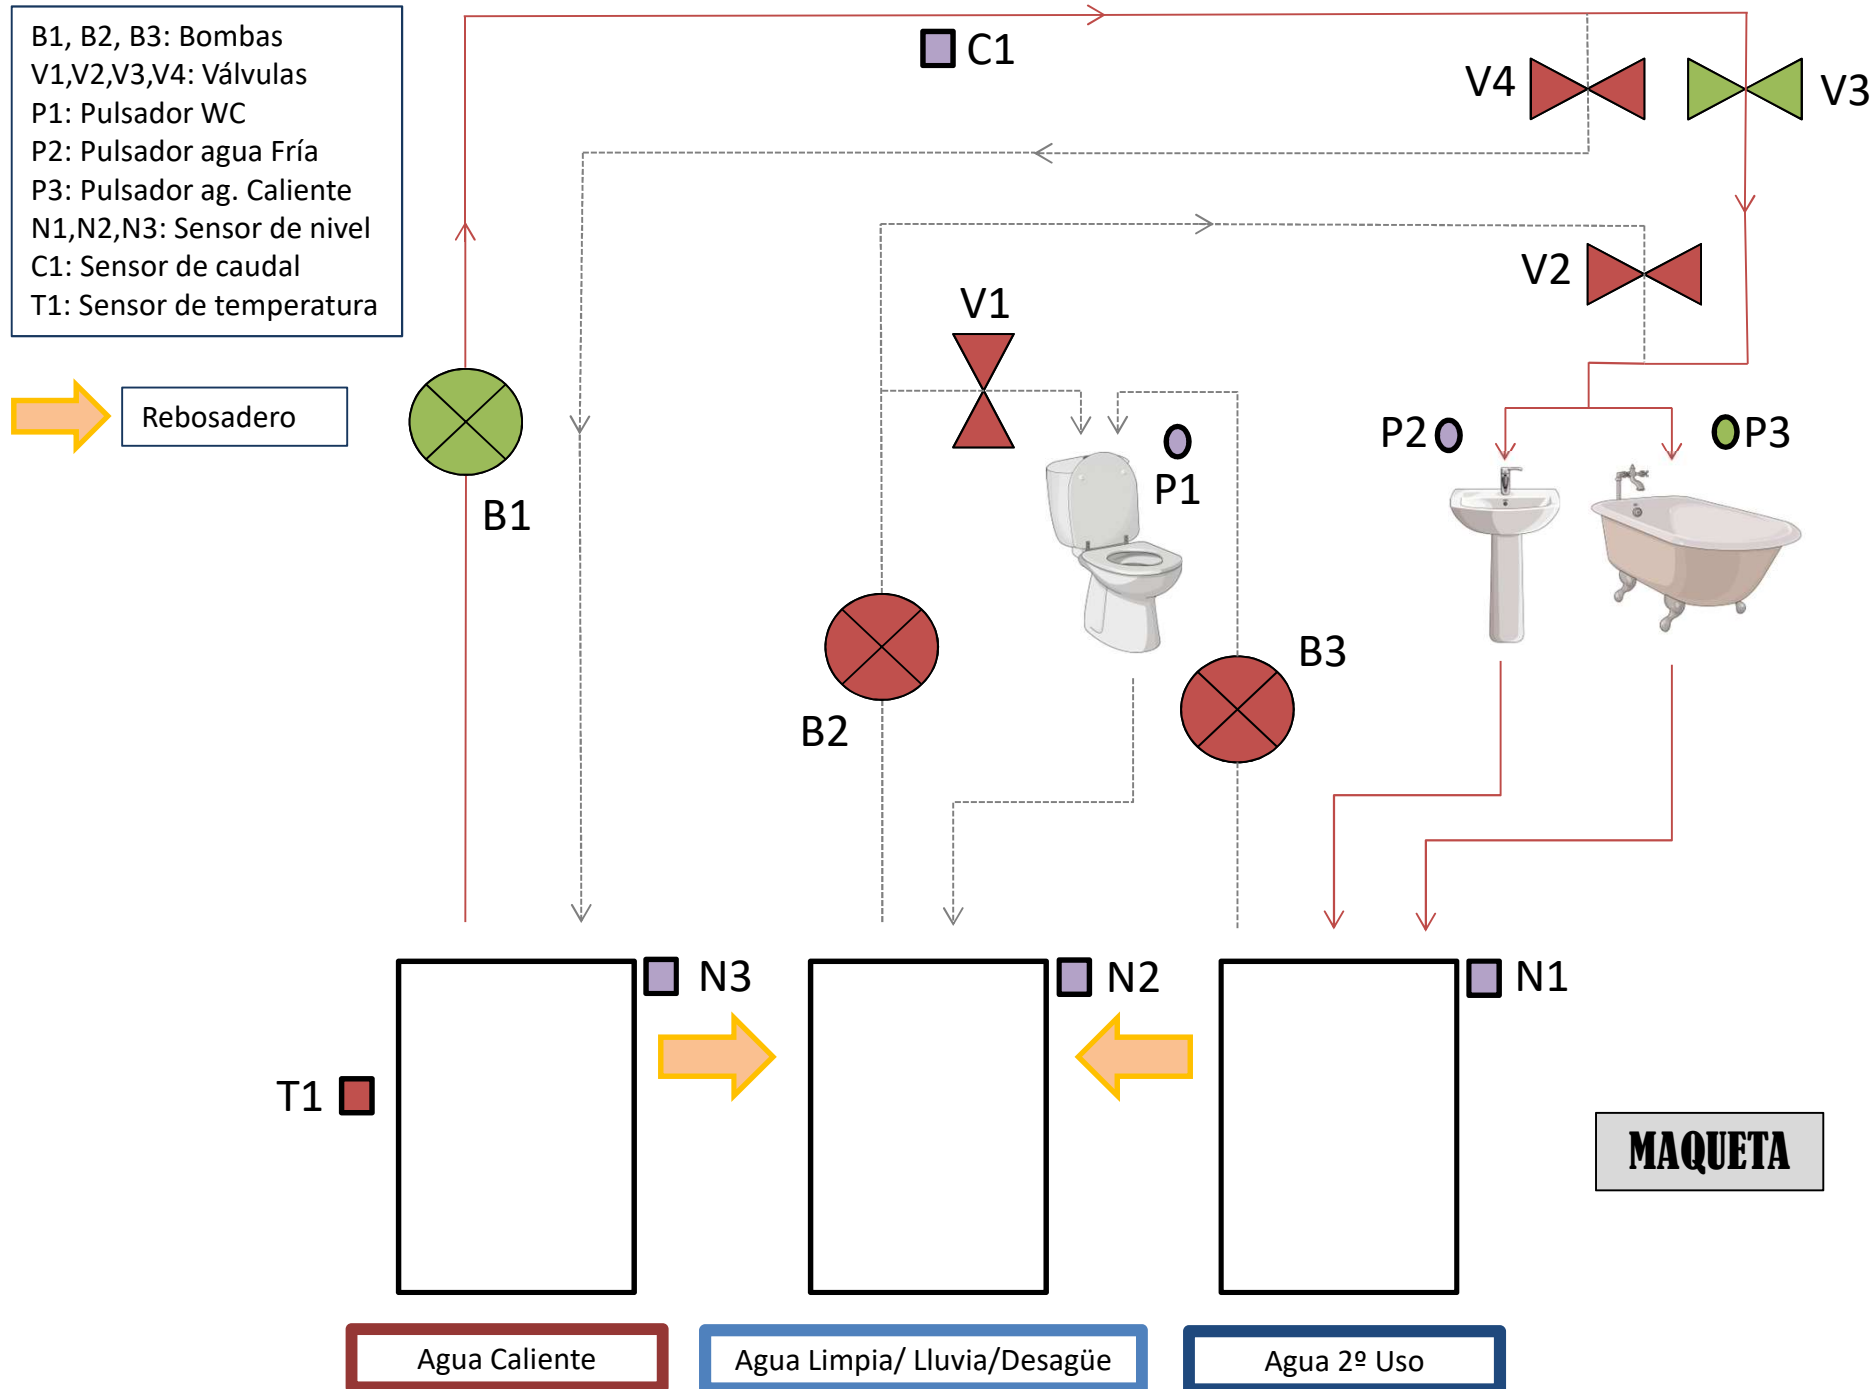 B1, B2, B3: Bombas
V1,V2,V3,V4: Válvulas
P1: Pulsador WC
P2: Pulsador agua Fría
P3: Pulsador ag. Caliente
N1,N2,N3: Sensor de nivel
C1: Sensor de caudal
T1: Sensor de temperatura
C1
V4
V3
V2
V1
Rebosadero
P2
P3
P1
B1
B3
B2
N3
N2
N1
T1
MAQUETA
Agua Caliente
Agua Limpia/ Lluvia/Desagüe
Agua 2º Uso